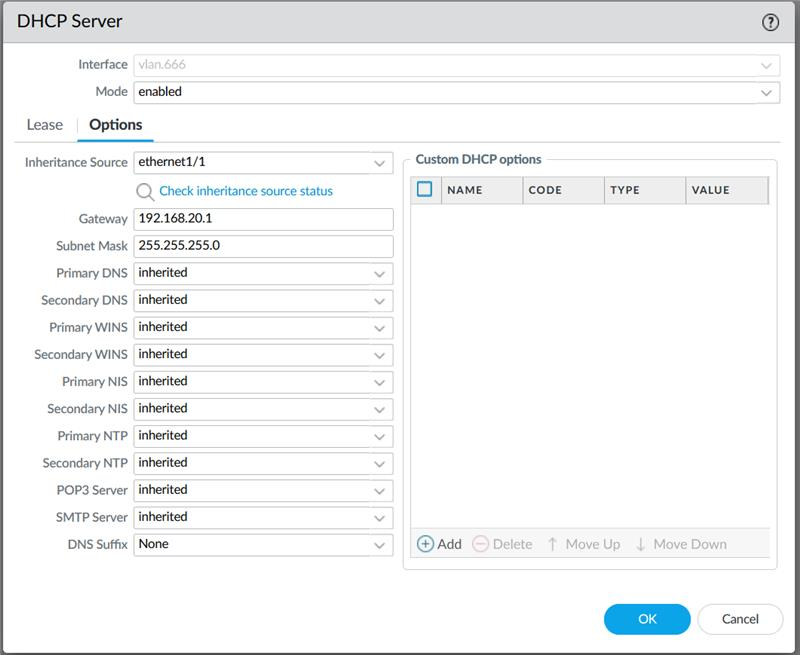 DHCP Server
Interface vlan.666
Mode enabled
Lease Options
Inheritance Source ethernet1/1
Check inheritance source status
Gateway 192.168.20.1
Subnet Mask 255.255.255.0
Primary DNS inherited
Secondary DNS inherited
Primary WINS inherited
Secondary WINS inherited
Primary NIS inherited
Secondary NIS inherited
Primary NTP inherited
Secondary NTP inherited
POP3 Server inherited
SMTP Server inherited
DNS Suffix None
Custom DHCP options
NAME CODE TYPE VALUE
Add Delete Move Up Move Down
OK Cancel